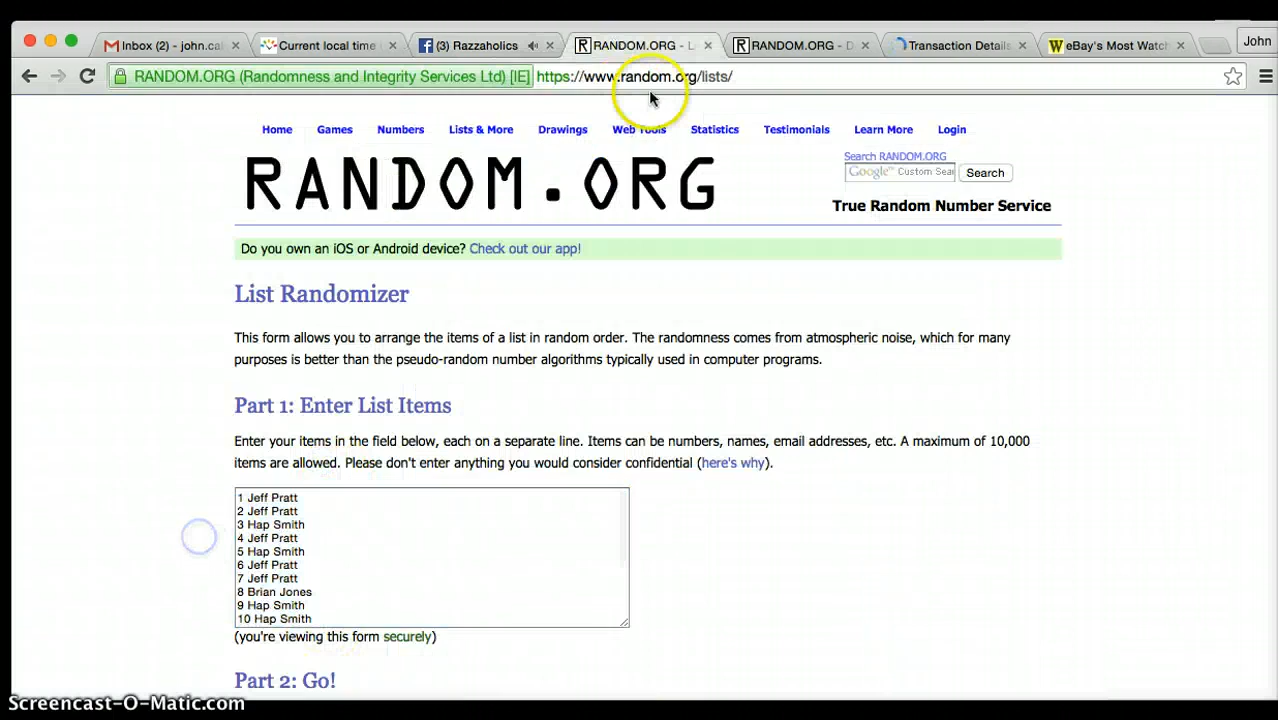 Inbox (2) - john.cal
Current local time
(3) Razzaholics
RANDOM.ORG - L
RANDOM.ORG - D
Transaction Details
eBay's Most Watch
John
RANDOM.ORG (Randomness and Integrity Services Ltd) [IE] https://www.random.org/lists/
Home Games Numbers Lists & More Drawings Web Tools Statistics Testimonials Learn More Login
RANDOM.ORG
Search RANDOM.ORG
Google™ Custom Sear Search
True Random Number Service
Do you own an iOS or Android device? Check out our app!
List Randomizer
This form allows you to arrange the items of a list in random order. The randomness comes from atmospheric noise, which for many
purposes is better than the pseudo-random number algorithms typically used in computer programs.
Part 1: Enter List Items
Enter your items in the field below, each on a separate line. Items can be numbers, names, email addresses, etc. A maximum of 10,000
items are allowed. Please don't enter anything you would consider confidential (here's why).
1 Jeff Pratt
2 Jeff Pratt
3 Hap Smith
4 Jeff Pratt
5 Hap Smith
6 Jeff Pratt
7 Jeff Pratt
8 Brian Jones
9 Hap Smith
10 Hap Smith
(you're viewing this form securely)
Part 2: Go!
Screencast-O-Matic.com